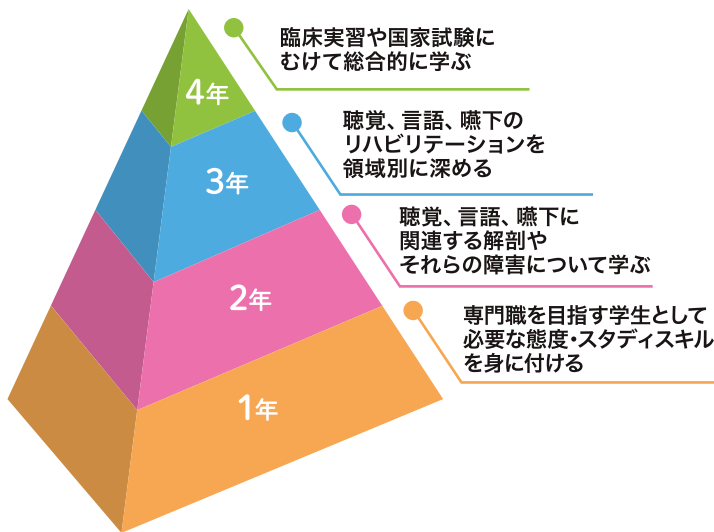 4年
臨床実習や国家試験に
むけて総合的に学ぶ
3年
聴覚、言語、嚥下の
リハビリテーションを
領域別に深める
2年
聴覚、言語、嚥下に
関連する解剖や
それらの障害について学ぶ
1年
専門職を目指す学生として
必要な態度・スタディスキル
を身に付ける